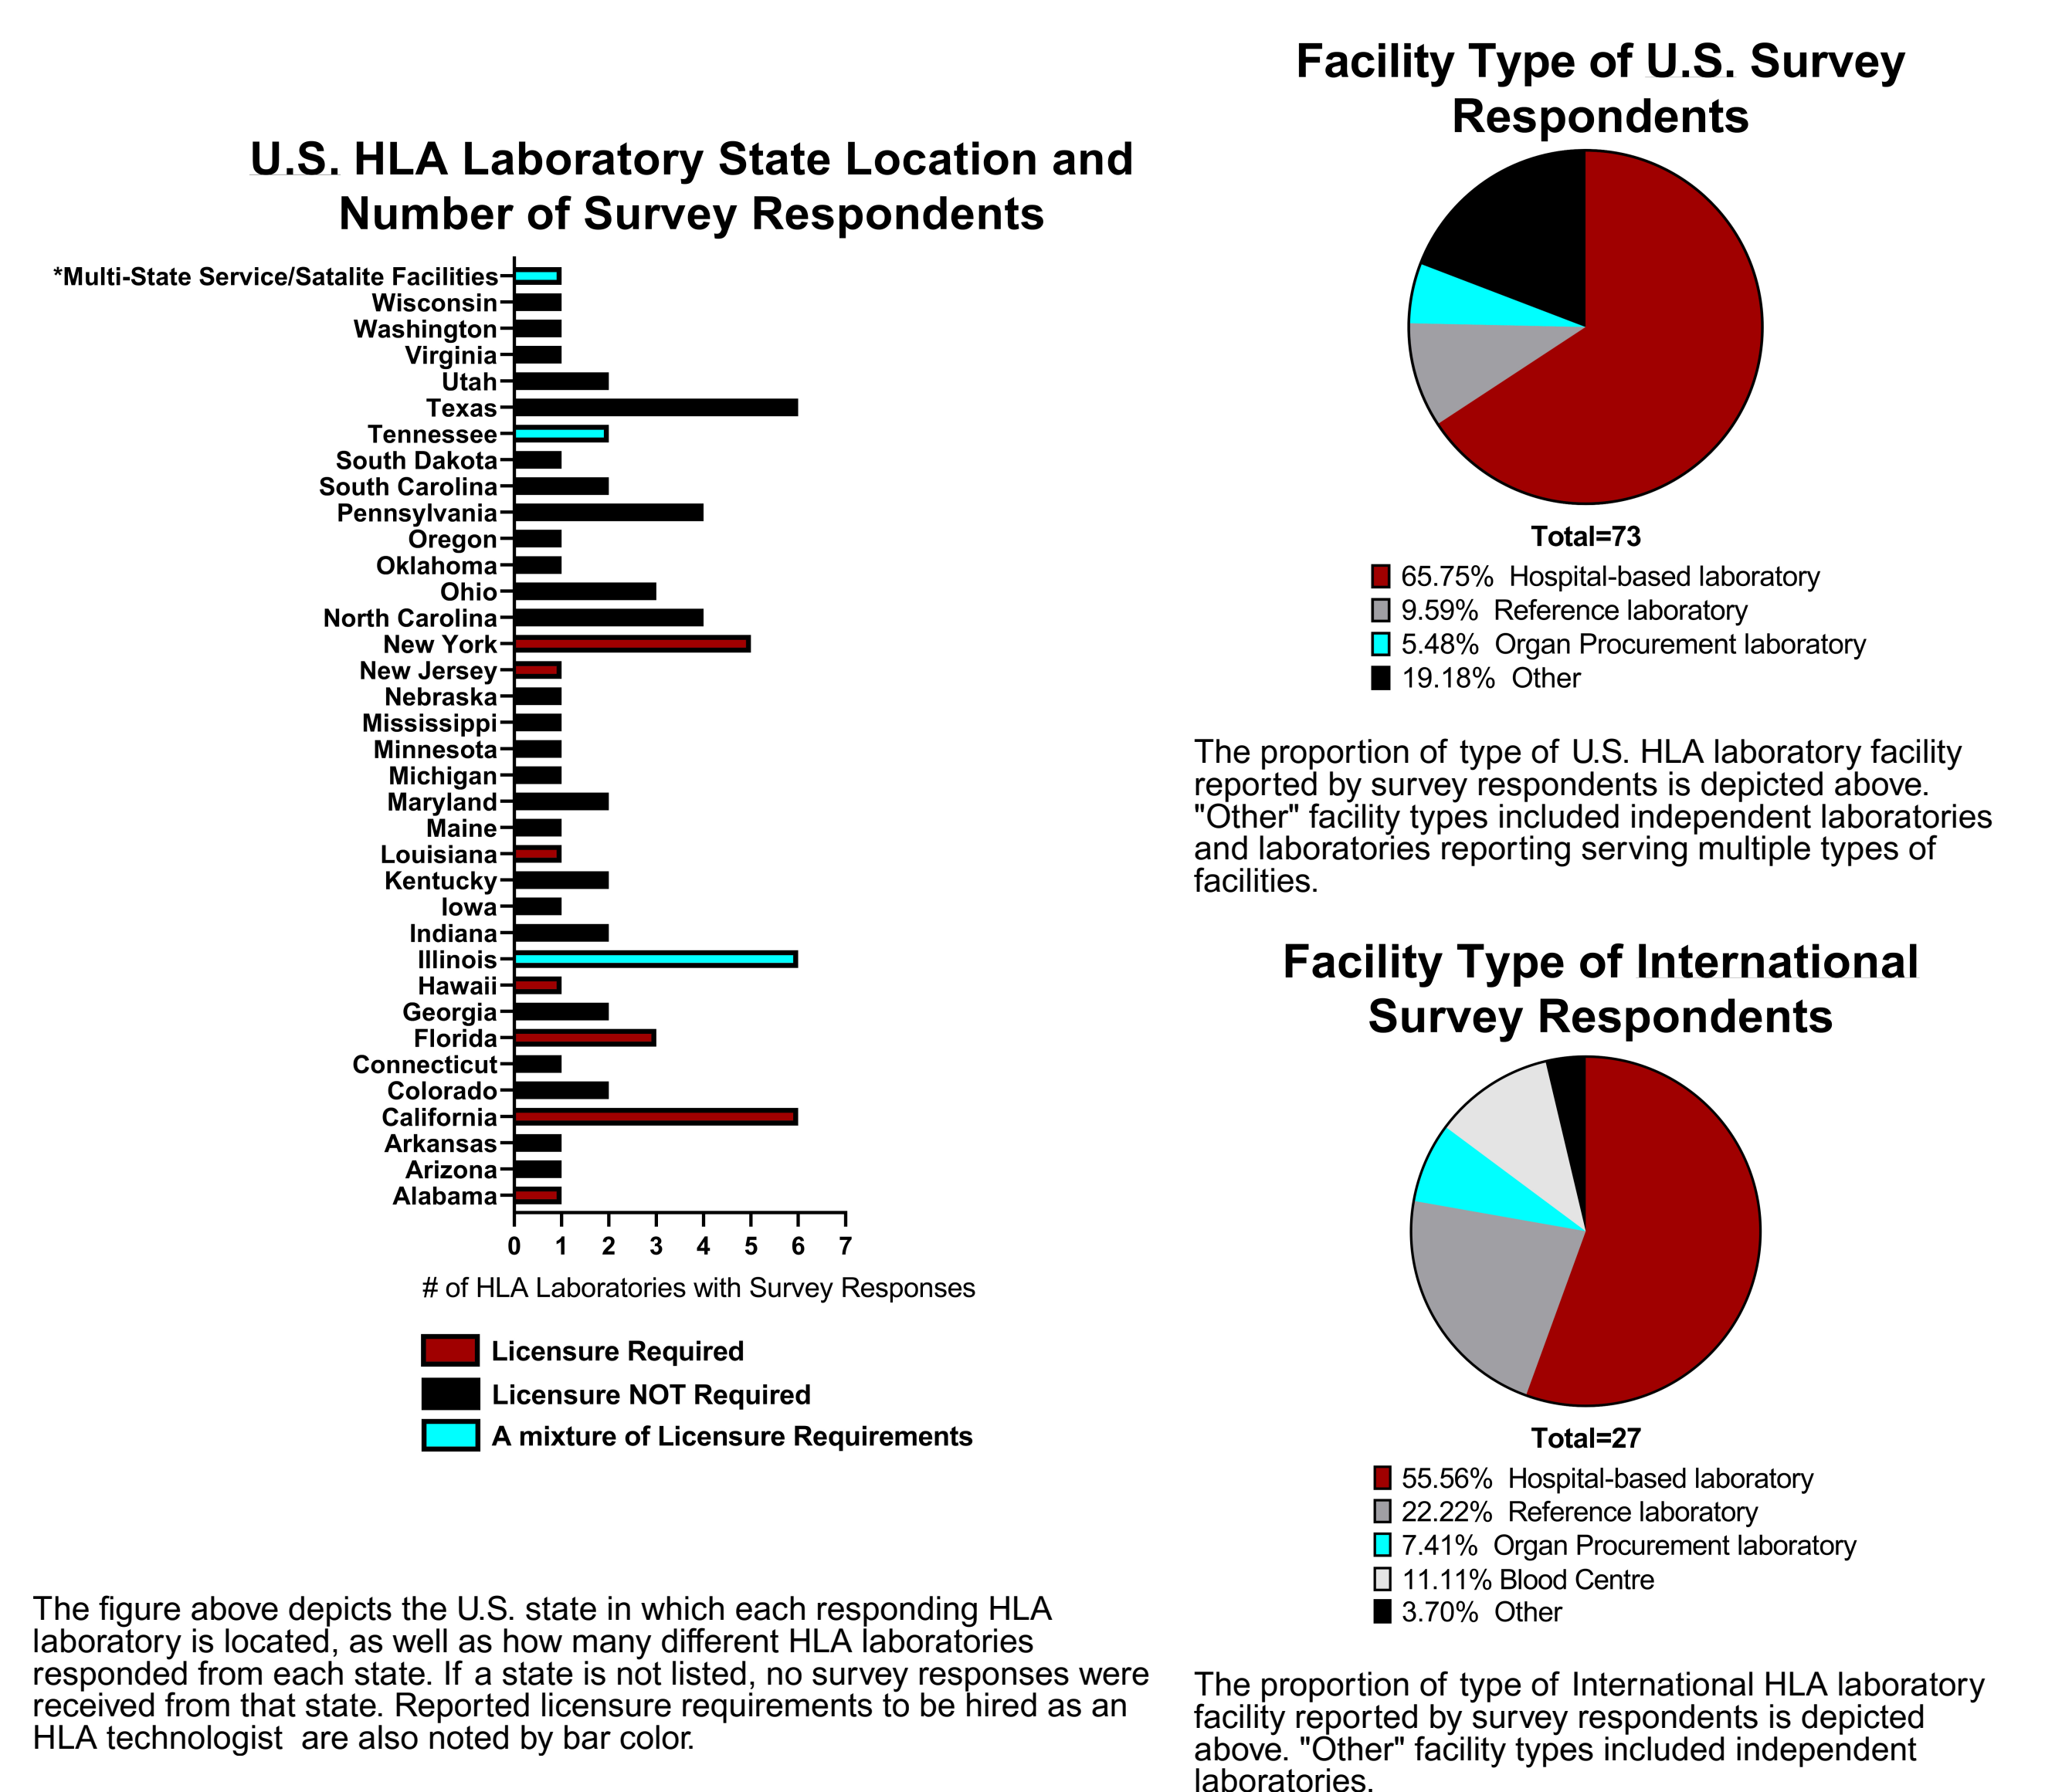 U.S. HLA Laboratory State Location and
Number of Survey Respondents
*Multi-State Service/Satalite Facilities
Wisconsin
Washington
Virginia
Utah
Texas
Tennessee
South Dakota
South Carolina
Pennsylvania
Oregon
Oklahoma
Ohio
North Carolina
New York
New Jersey
Nebraska
Mississippi
Minnesota
Michigan
Maryland
Maine
Louisiana
Kentucky
Iowa
Indiana
Illinois
Hawaii
Georgia
Florida
Connecticut
Colorado
California
Arkansas
Arizona
Alabama
0 1 2 3 4 5 6 7
# of HLA Laboratories with Survey Responses
Licensure Required
Licensure NOT Required
A mixture of Licensure Requirements
The figure above depicts the U.S. state in which each responding HLA
laboratory is located, as well as how many different HLA laboratories
responded from each state. If a state is not listed, no survey responses were
received from that state. Reported licensure requirements to be hired as an
HLA technologist are also noted by bar color.
Facility Type of U.S. Survey
Respondents
Total=73
65.75% Hospital-based laboratory
9.59% Reference laboratory
5.48% Organ Procurement laboratory
19.18% Other
The proportion of type of U.S. HLA laboratory facility
reported by survey respondents is depicted above.
"Other" facility types included independent laboratories
and laboratories reporting serving multiple types of
facilities.
Facility Type of International
Survey Respondents
Total=27
55.56% Hospital-based laboratory
22.22% Reference laboratory
7.41% Organ Procurement laboratory
11.11% Blood Centre
3.70% Other
The proportion of type of International HLA laboratory
facility reported by survey respondents is depicted
above. "Other" facility types included independent
laboratories.